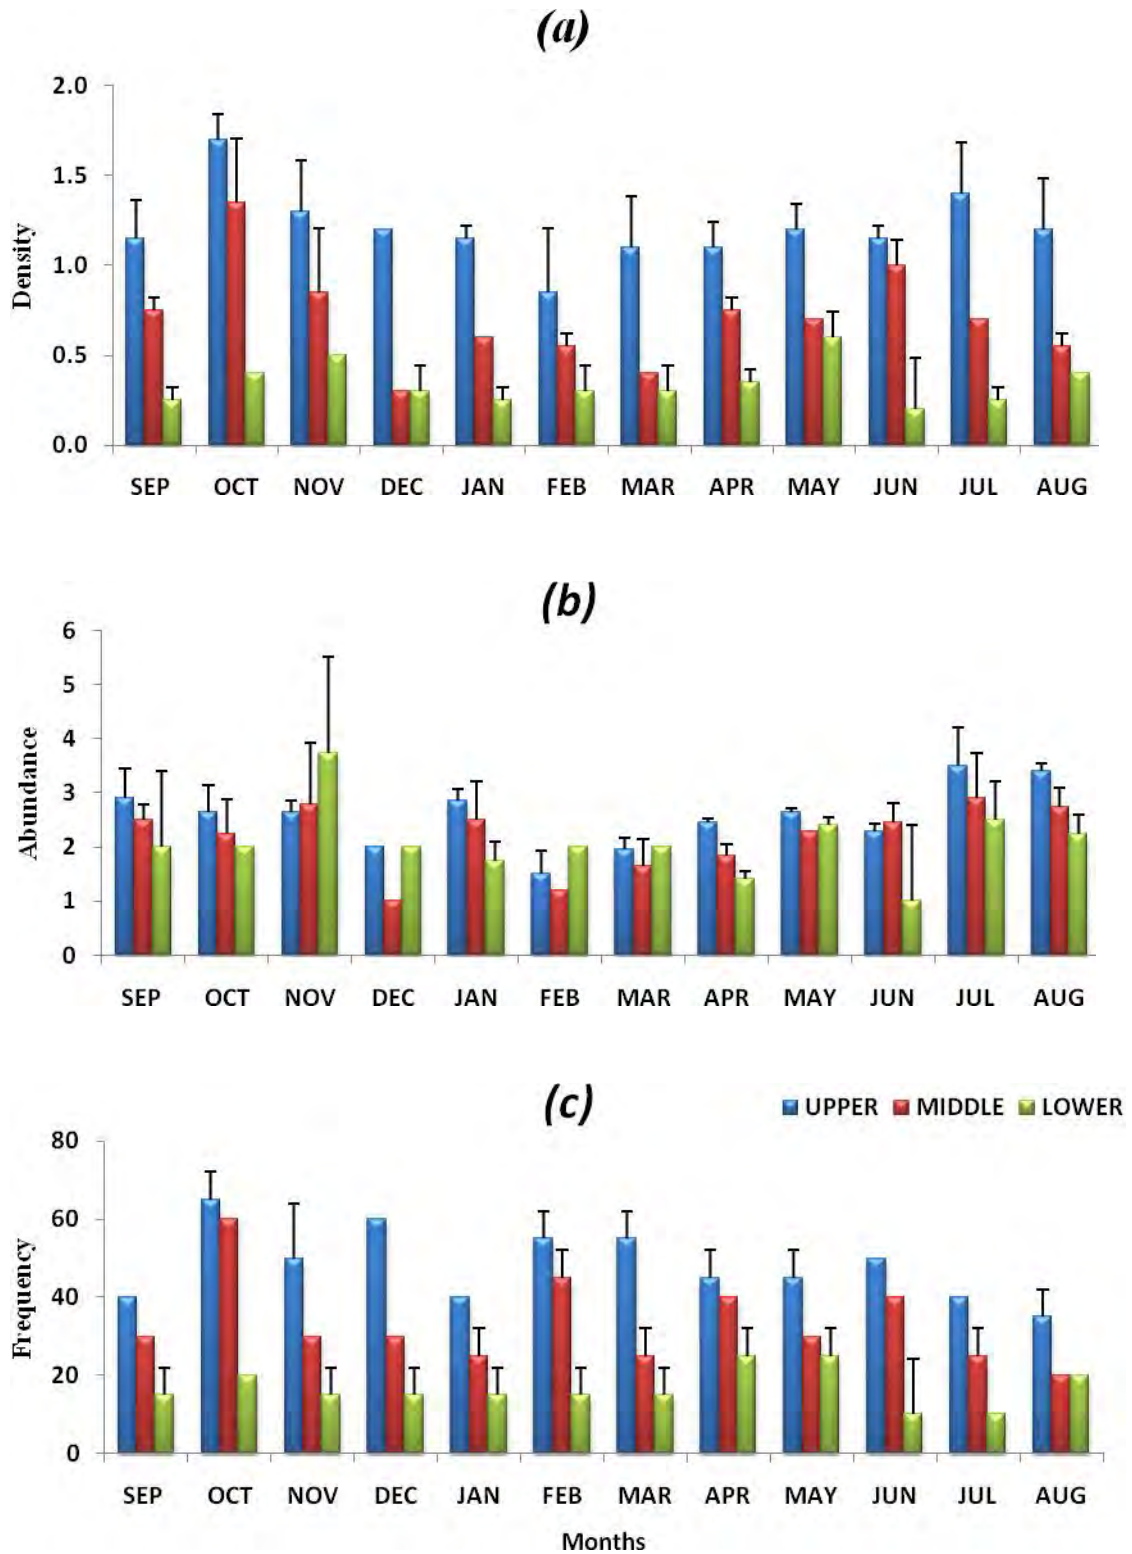 (a)
2.0
1.5
1.0
0.5
0.0
Density
SEP OCT NOV DEC JAN FEB MAR APR MAY JUN JUL AUG
(b)
6
5
4
3
2
1
0
Abundance
SEP OCT NOV DEC JAN FEB MAR APR MAY JUN JUL AUG
(c)
UPPER MIDDLE LOWER
80
60
40
20
0
Frequency
SEP OCT NOV DEC JAN FEB MAR APR MAY JUN JUL AUG
Months